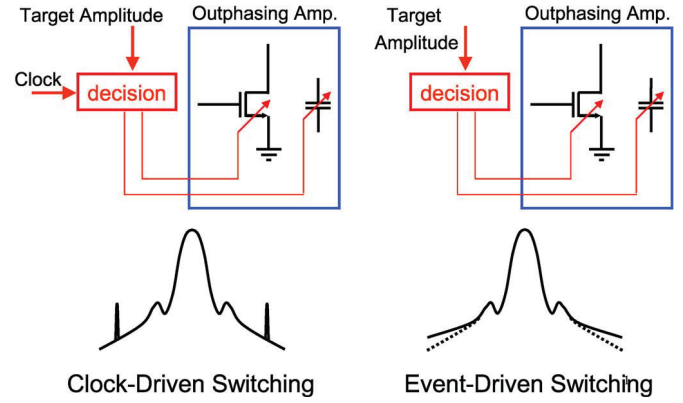 Target Amplitude
Outphasing Amp.
Clock
decision
Clock-Driven Switching
Target
Amplitude
Outphasing Amp.
decision
Event-Driven Switching